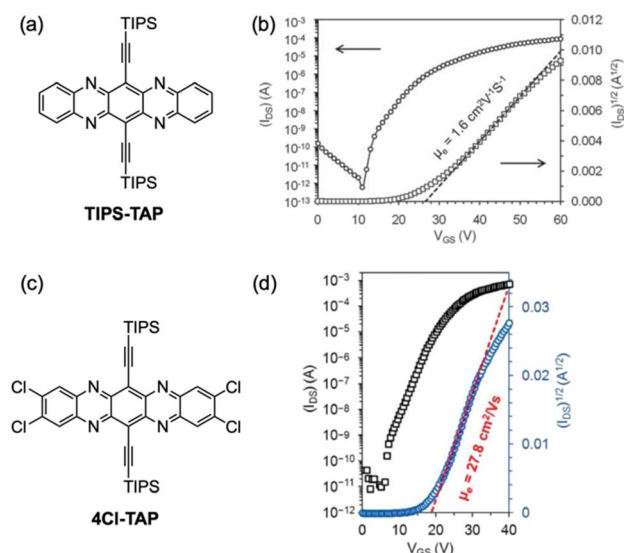 (a)
TIPS
N
N
N
N
TIPS
TIPS-TAP
(b)
10⁻³
10⁻⁴
10⁻⁵
10⁻⁶
10⁻⁷
10⁻⁸
10⁻⁹
10⁻¹⁰
10⁻¹¹
10⁻¹²
10⁻¹³
(I_DS) (A)
μₑ = 1.6 cm²V⁻¹S⁻¹
0.012
0.010
0.008
0.006
0.004
0.002
0.000
(I_DS)^1/2 (A^1/2)
0 10 20 30 40 50 60
V_GS (V)
(c)
TIPS
Cl N N Cl
Cl N N Cl
TIPS
4Cl-TAP
(d)
10⁻³
10⁻⁴
10⁻⁵
10⁻⁶
10⁻⁷
10⁻⁸
10⁻⁹
10⁻¹⁰
10⁻¹¹
10⁻¹²
(I_DS) (A)
μₑ = 27.8 cm²/Vs
0.03
0.02
0.01
0
(I_DS)^1/2 (A^1/2)
0 10 20 30 40
V_GS (V)